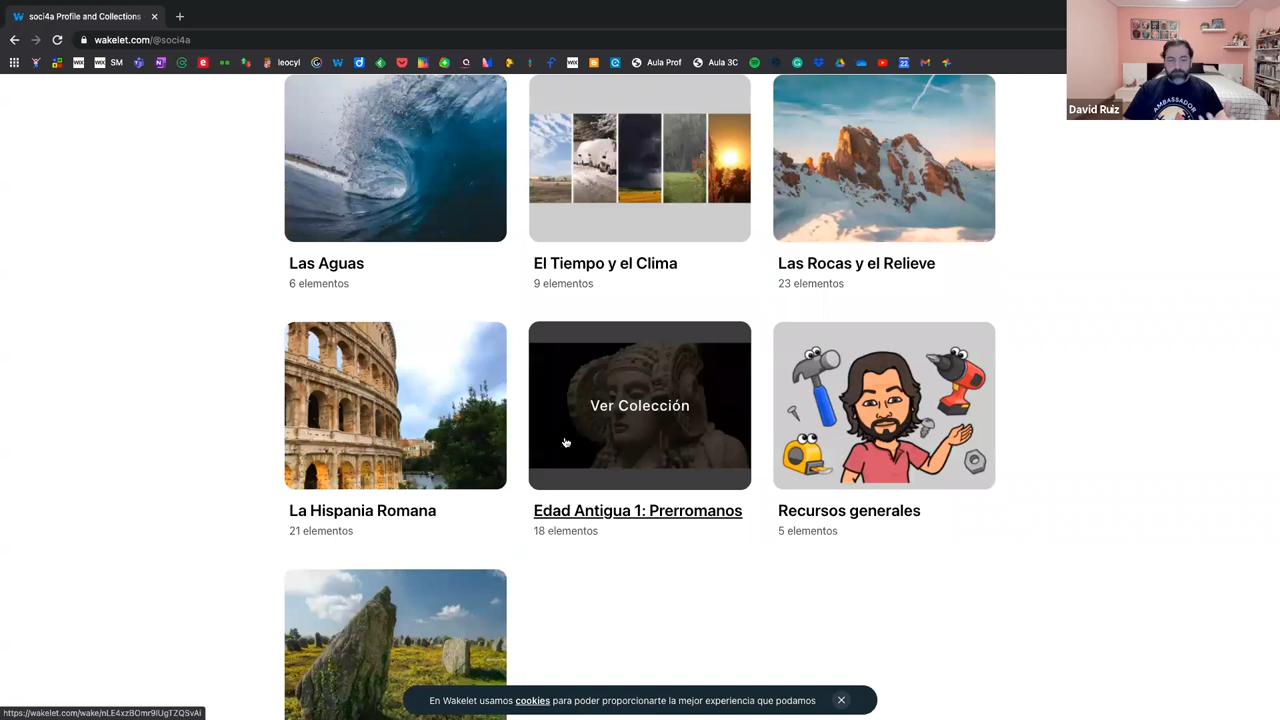 soci4a Profile and Collections
wakelet.com/@soci4a
SM
leocyl
Aula Prof
Aula 3C
David Ruiz
AMBASSADOR
Las Aguas
6 elementos
El Tiempo y el Clima
9 elementos
Las Rocas y el Relieve
23 elementos
Ver Colección
La Hispania Romana
21 elementos
Edad Antigua 1: Prerromanos
18 elementos
Recursos generales
5 elementos
En Wakelet usamos cookies para poder proporcionarte la mejor experiencia que podamos